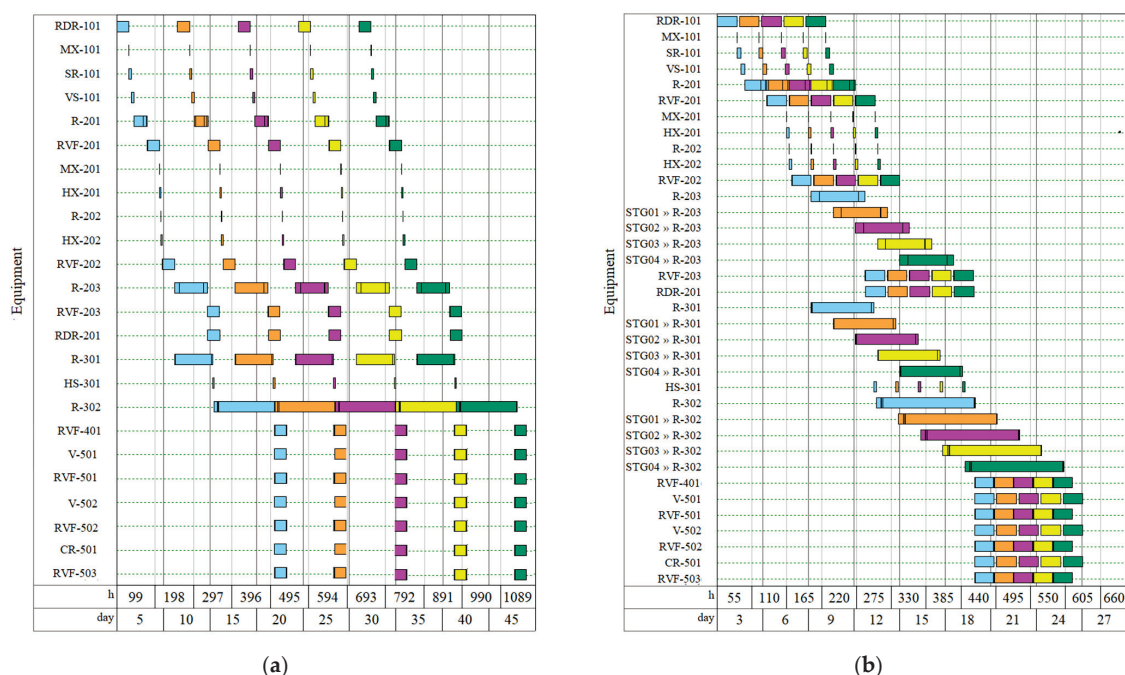 Equipment
RDR-101
MX-101
SR-101
VS-101
R-201
RVF-201
MX-201
HX-201
R-202
HX-202
RVF-202
R-203
RVF-203
RDR-201
R-301
HS-301
R-302
RVF-401
V-501
RVF-501
V-502
RVF-502
CR-501
RVF-503
h 99 198 297 396 495 594 693 792 891 990 1089
day 5 10 15 20 25 30 35 40 45
(a)
Equipment
RDR-101
MX-101
SR-101
VS-101
R-201
RVF-201
MX-201
HX-201
R-202
HX-202
RVF-202
R-203
STG01 » R-203
STG02 » R-203
STG03 » R-203
STG04 » R-203
RVF-203
RDR-201
R-301
STG01 » R-301
STG02 » R-301
STG03 » R-301
STG04 » R-301
HS-301
R-302
STG01 » R-302
STG02 » R-302
STG03 » R-302
STG04 » R-302
RVF-401
V-501
RVF-501
V-502
RVF-502
CR-501
RVF-503
h 55 110 165 220 275 330 385 440 495 550 605 660
day 3 6 9 12 15 18 21 24 27
(b)